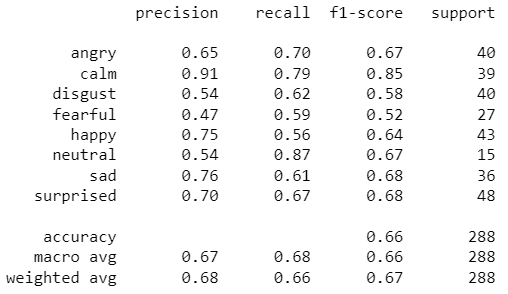 precision recall f1-score support
angry 0.65 0.70 0.67 40
calm 0.91 0.79 0.85 39
disgust 0.54 0.62 0.58 40
fearful 0.47 0.59 0.52 27
happy 0.75 0.56 0.64 43
neutral 0.54 0.87 0.67 15
sad 0.76 0.61 0.68 36
surprised 0.70 0.67 0.68 48
accuracy 0.66 288
macro avg 0.67 0.68 0.66 288
weighted avg 0.68 0.66 0.67 288